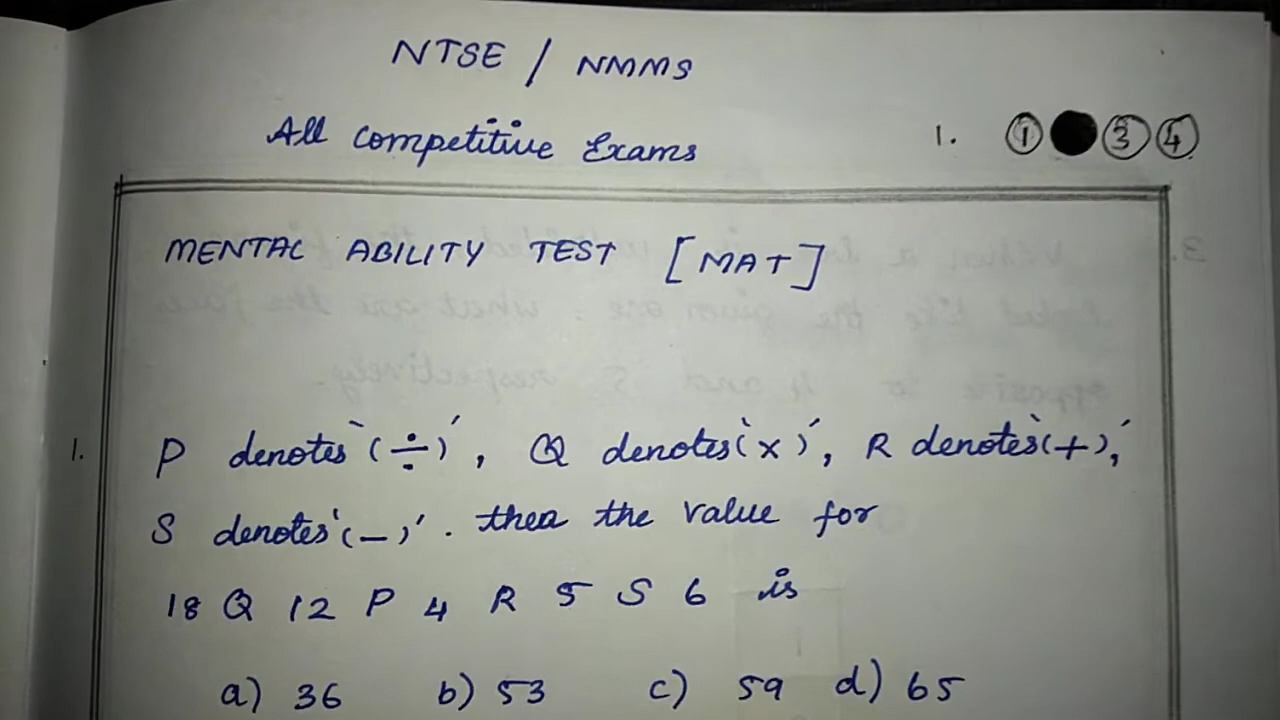 NTSE / NMMS
All Competitive Exams
1. ① ③ ④
MENTAL ABILITY TEST [MAT]
1. P denotes '(÷)', Q denotes '(×)', R denotes '(+)',
S denotes '(−)'. then the value for
18 Q 12 P 4 R 5 S 6 is
a) 36 b) 53 c) 59 d) 65